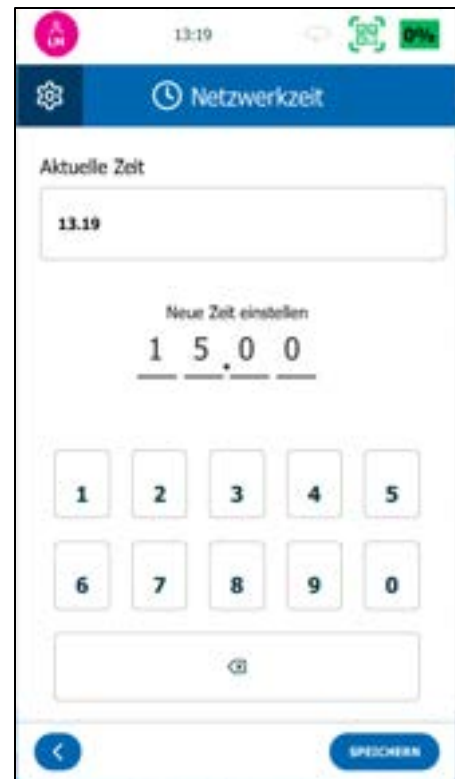 LM 13:19 0%
Netzwerkzeit
Aktuelle Zeit
13.19
Neue Zeit einstellen
1 5 . 0 0
1 2 3 4 5
6 7 8 9 0
SPEICHERN